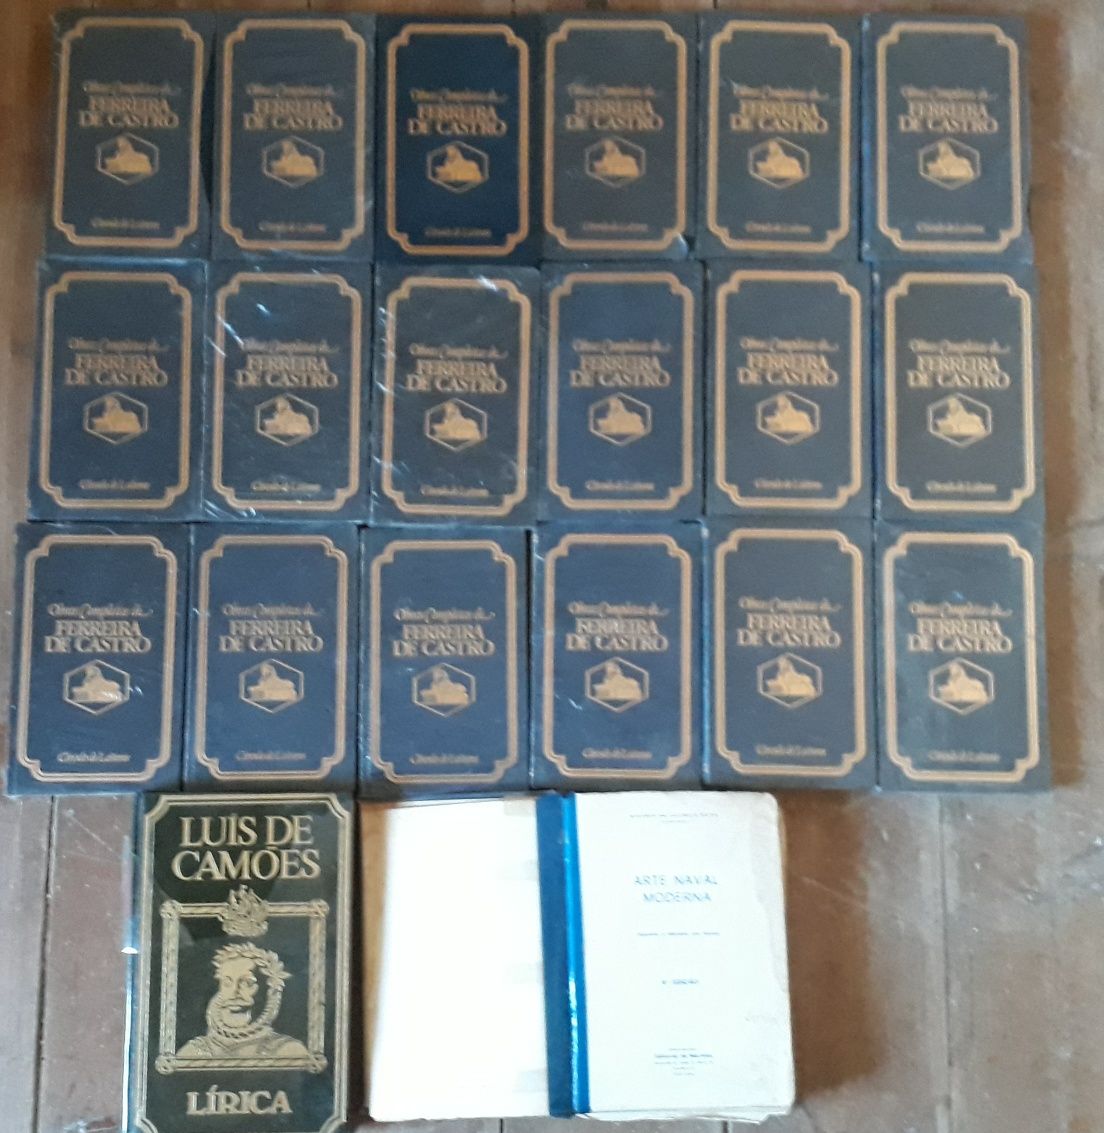 Obras Completas de
FERREIRA
DE CASTRO
Círculo de Leitores
Obras Completas de
FERREIRA
DE CASTRO
Círculo de Leitores
Obras Completas de
FERREIRA
DE CASTRO
Círculo de Leitores
Obras Completas de
FERREIRA
DE CASTRO
Círculo de Leitores
Obras Completas de
FERREIRA
DE CASTRO
Círculo de Leitores
Obras Completas de
FERREIRA
DE CASTRO
Círculo de Leitores
Obras Completas de
FERREIRA
DE CASTRO
Círculo de Leitores
Obras Completas de
FERREIRA
DE CASTRO
Círculo de Leitores
Obras Completas de
FERREIRA
DE CASTRO
Círculo de Leitores
Obras Completas de
FERREIRA
DE CASTRO
Círculo de Leitores
Obras Completas de
FERREIRA
DE CASTRO
Círculo de Leitores
Obras Completas de
FERREIRA
DE CASTRO
Círculo de Leitores
Obras Completas de
FERREIRA
DE CASTRO
Círculo de Leitores
Obras Completas de
FERREIRA
DE CASTRO
Círculo de Leitores
Obras Completas de
FERREIRA
DE CASTRO
Círculo de Leitores
Obras Completas de
FERREIRA
DE CASTRO
Círculo de Leitores
Obras Completas de
FERREIRA
DE CASTRO
Círculo de Leitores
Obras Completas de
FERREIRA
DE CASTRO
Círculo de Leitores
LUÍS DE
CAMÕES
LÍRICA
ARTE NAVAL
MODERNA